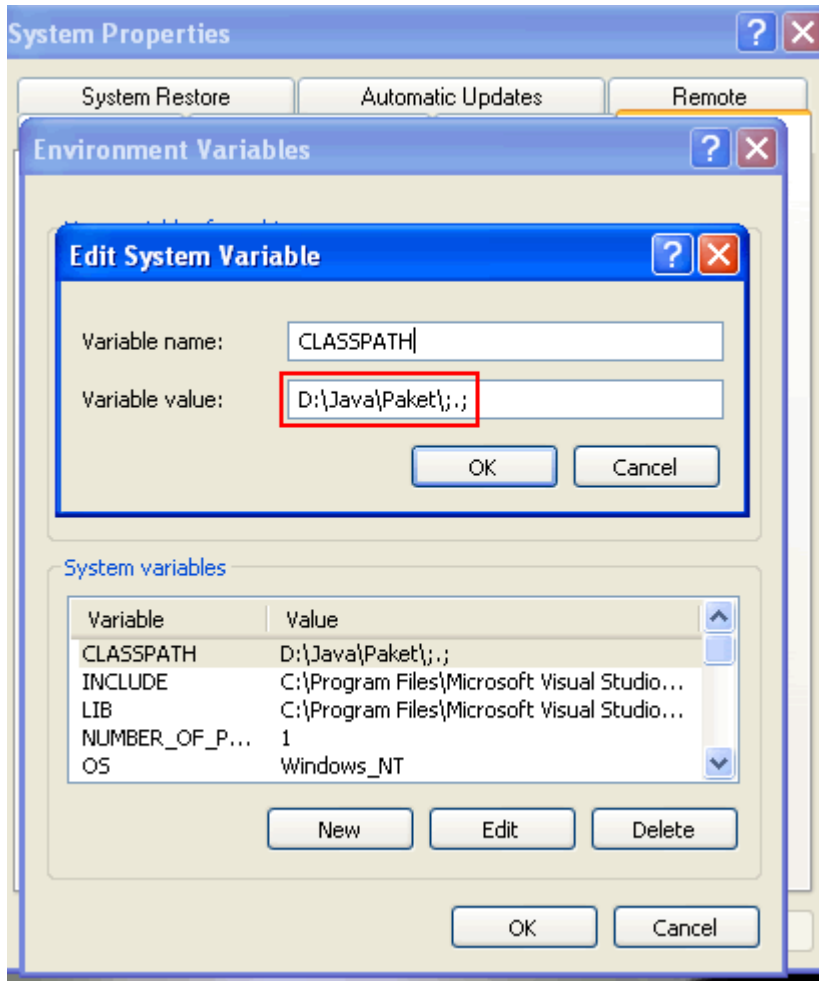 System Properties
System Restore Automatic Updates Remote
Environment Variables
Edit System Variable
Variable name: CLASSPATH
Variable value: D:\Java\Paket\;.;
OK Cancel
System variables
Variable Value
CLASSPATH D:\Java\Paket\;.;
INCLUDE C:\Program Files\Microsoft Visual Studio...
LIB C:\Program Files\Microsoft Visual Studio...
NUMBER_OF_P... 1
OS Windows_NT
New Edit Delete
OK Cancel